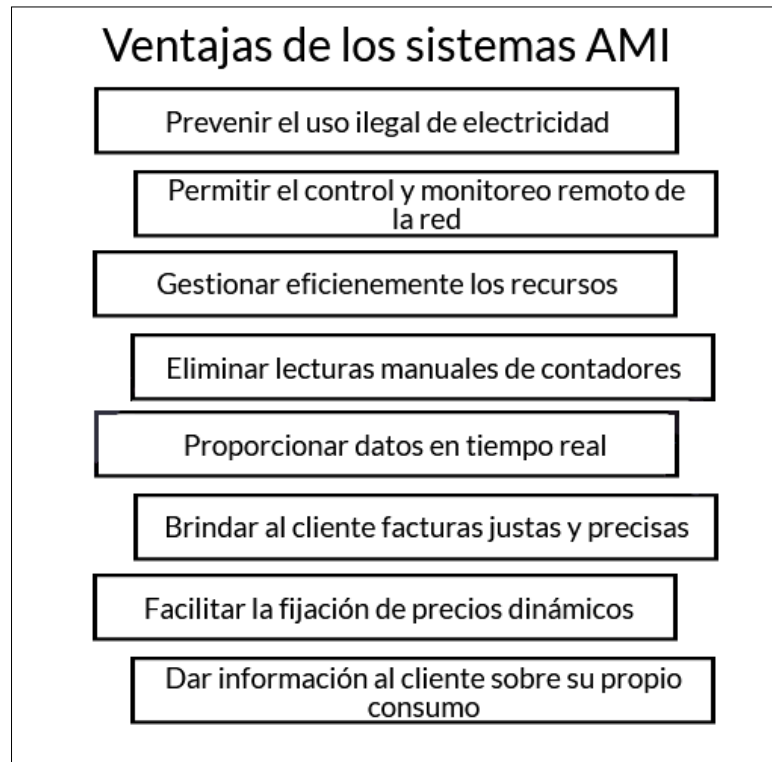 Ventajas de los sistemas AMI
Prevenir el uso ilegal de electricidad
Permitir el control y monitoreo remoto de
la red
Gestionar eficienemente los recursos
Eliminar lecturas manuales de contadores
Proporcionar datos en tiempo real
Brindar al cliente facturas justas y precisas
Facilitar la fijación de precios dinámicos
Dar información al cliente sobre su propio
consumo